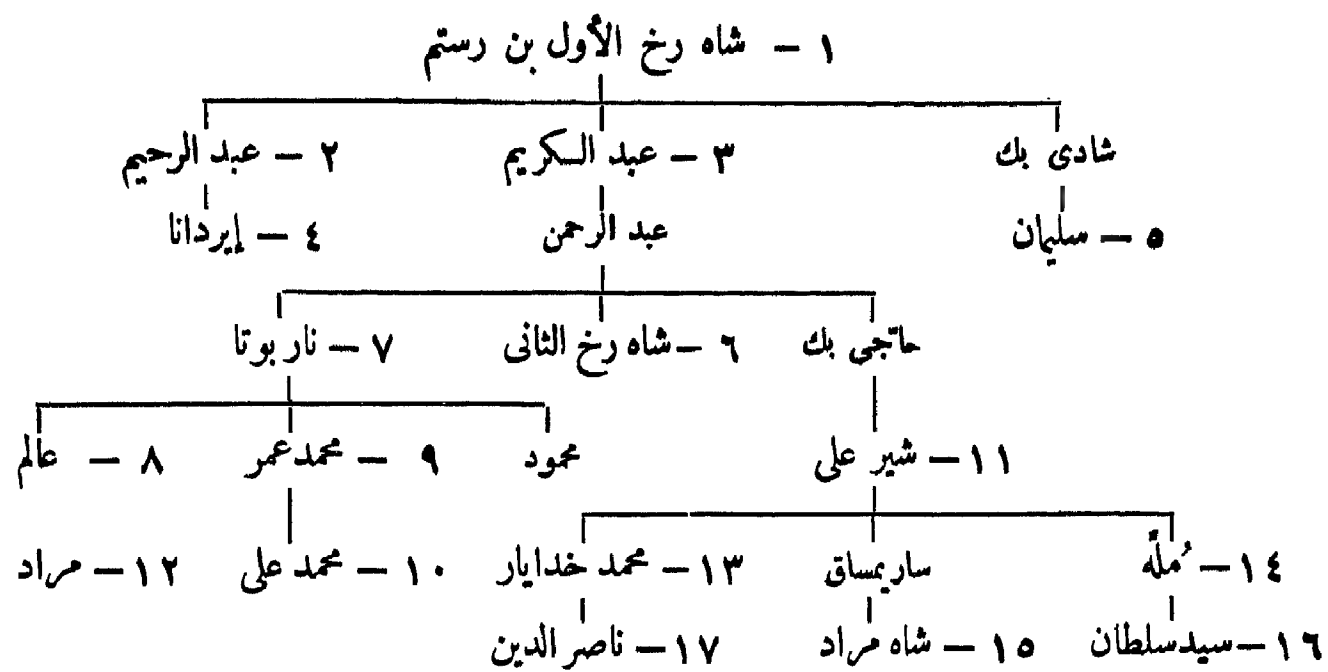 ١ – شاه رخ الأول بن رستم
شادى بك ٣ – عبد الكريم ٢ – عبد الرحيم
٥ – سليمان عبد الرحمن ٤ – إيردانا
حاجى بك ٦ – شاه رخ الثانى ٧ – نار بوتا
١١ – شير على محمود ٩ – محمد عمر ٨ – عالم
١٤ – مُلَّه ساريمساق ١٣ – محمد خدايار ١٠ – محمد على ١٢ – مراد
١٦ – سيد سلطان ١٥ – شاه مراد ١٧ – ناصر الدين